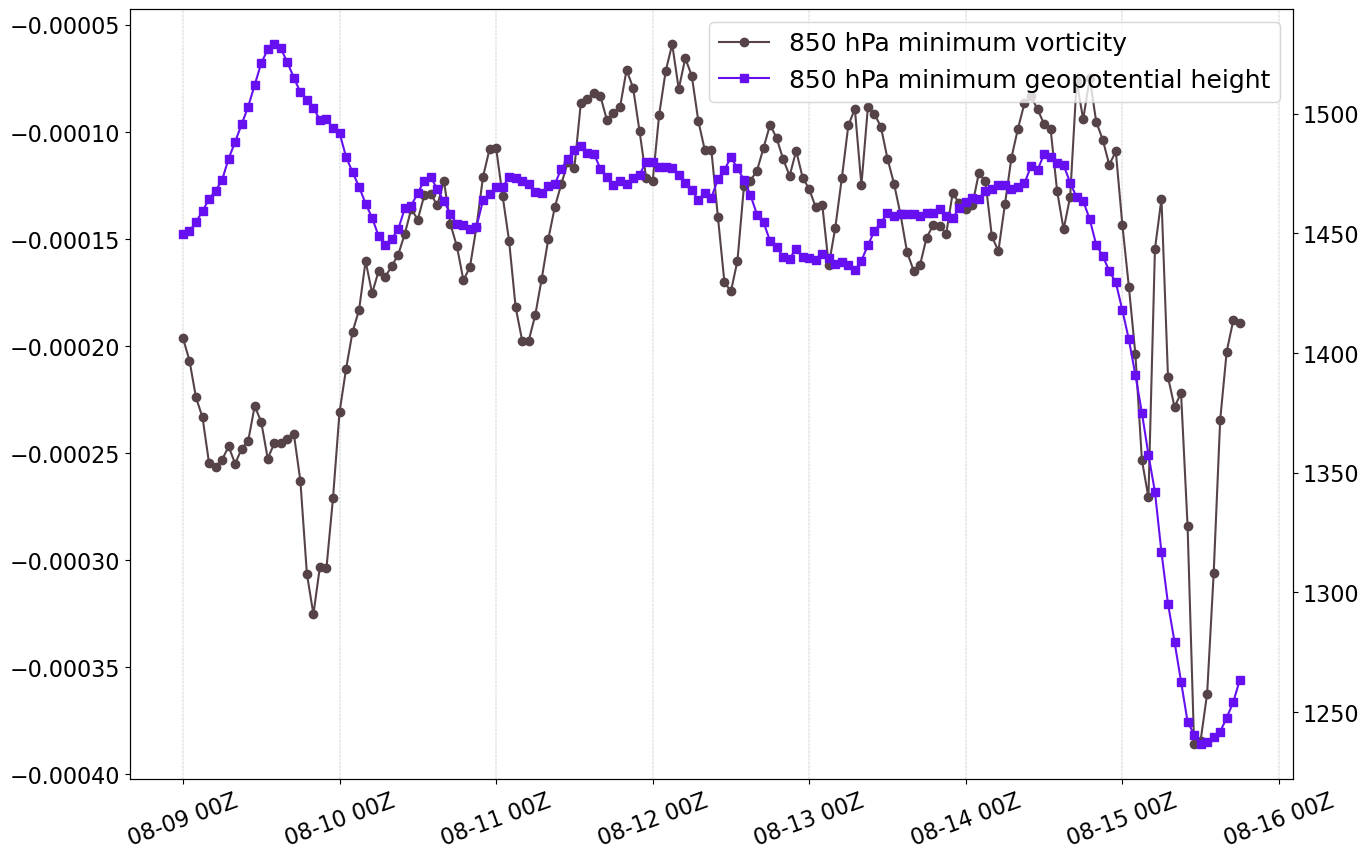 850 hPa minimum vorticity
850 hPa minimum geopotential height
−0.00005
−0.00010
−0.00015
−0.00020
−0.00025
−0.00030
−0.00035
−0.00040
1500
1450
1400
1350
1300
1250
08-09 00Z
08-10 00Z
08-11 00Z
08-12 00Z
08-13 00Z
08-14 00Z
08-15 00Z
08-16 00Z